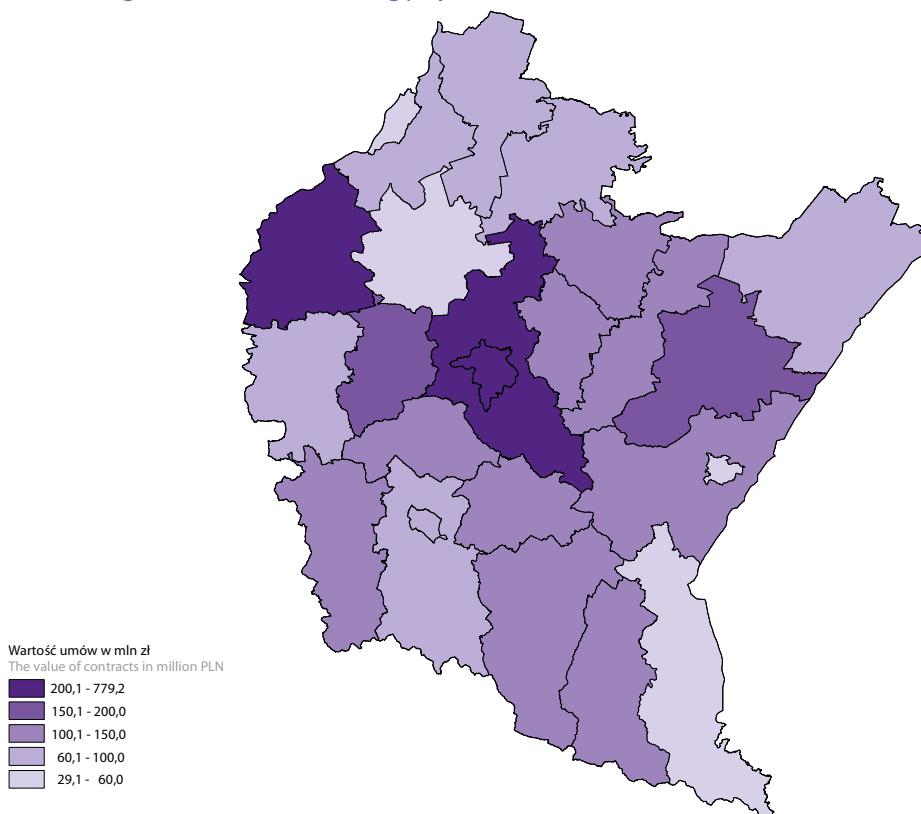 Wartość umów w mln zł
The value of contracts in million PLN
200,1 - 779,2
150,1 - 200,0
100,1 - 150,0
60,1 - 100,0
29,1 - 60,0